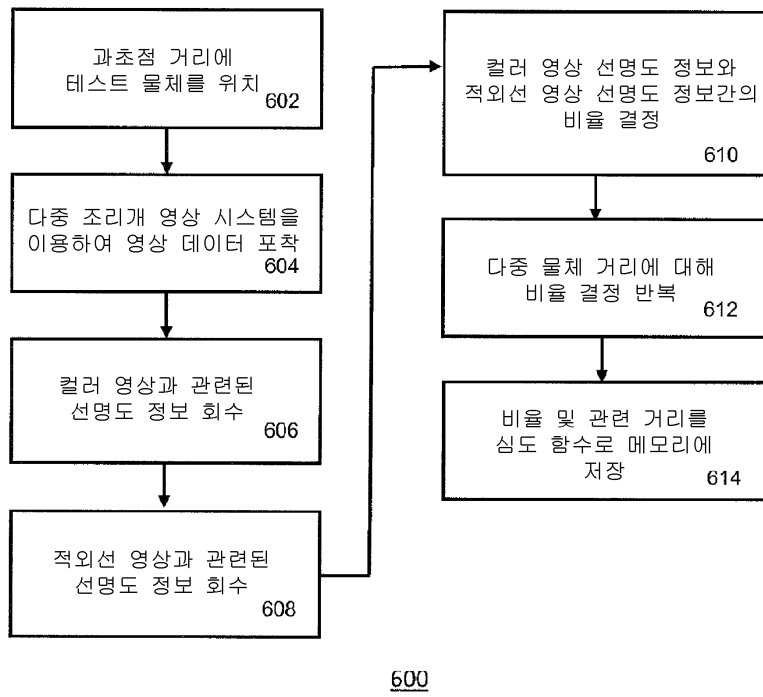 과초점 거리에
테스트 물체를 위치
602
다중 조리개 영상 시스템을
이용하여 영상 데이터 포착
604
컬러 영상과 관련된
선명도 정보 회수
606
적외선 영상과 관련된
선명도 정보 회수
608
컬러 영상 선명도 정보와
적외선 영상 선명도 정보간의
비율 결정
610
다중 물체 거리에 대해
비율 결정 반복
612
비율 및 관련 거리를
심도 함수로 메모리에
저장
614
600